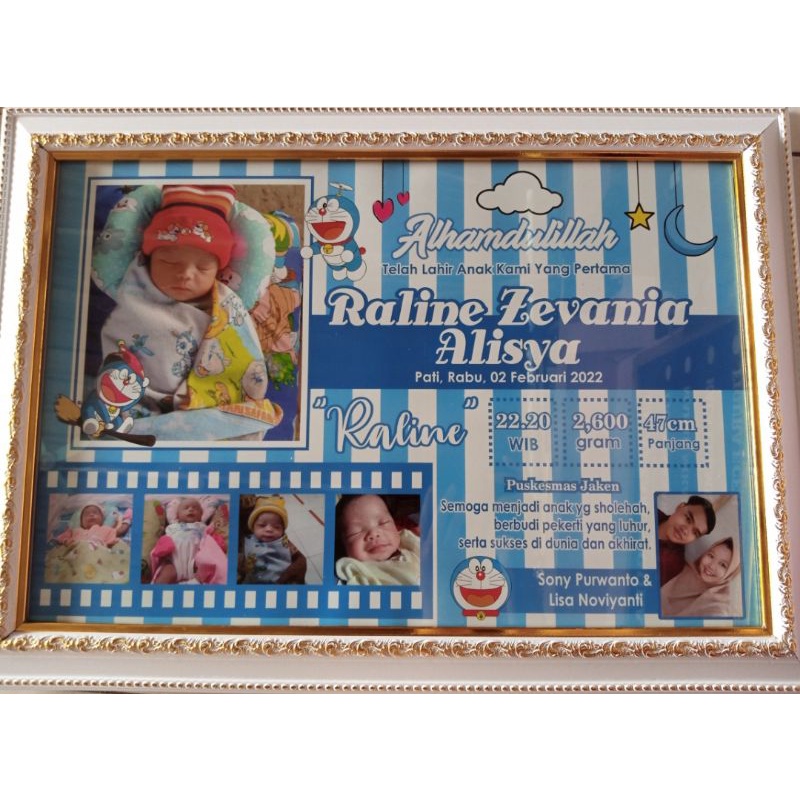 Alhamdulillah
Telah Lahir Anak Kami Yang Pertama
Raline Zevania
Alisya
Pati, Rabu, 02 Februari 2022
"Raline"
22.20
WIB
2,600
gram
47cm
Panjang
Puskesmas Jaken
Semoga menjadi anak yg sholehah,
berbudi pekerti yang luhur,
serta sukses di dunia dan akhirat.
Sony Purwanto &
Lisa Noviyanti